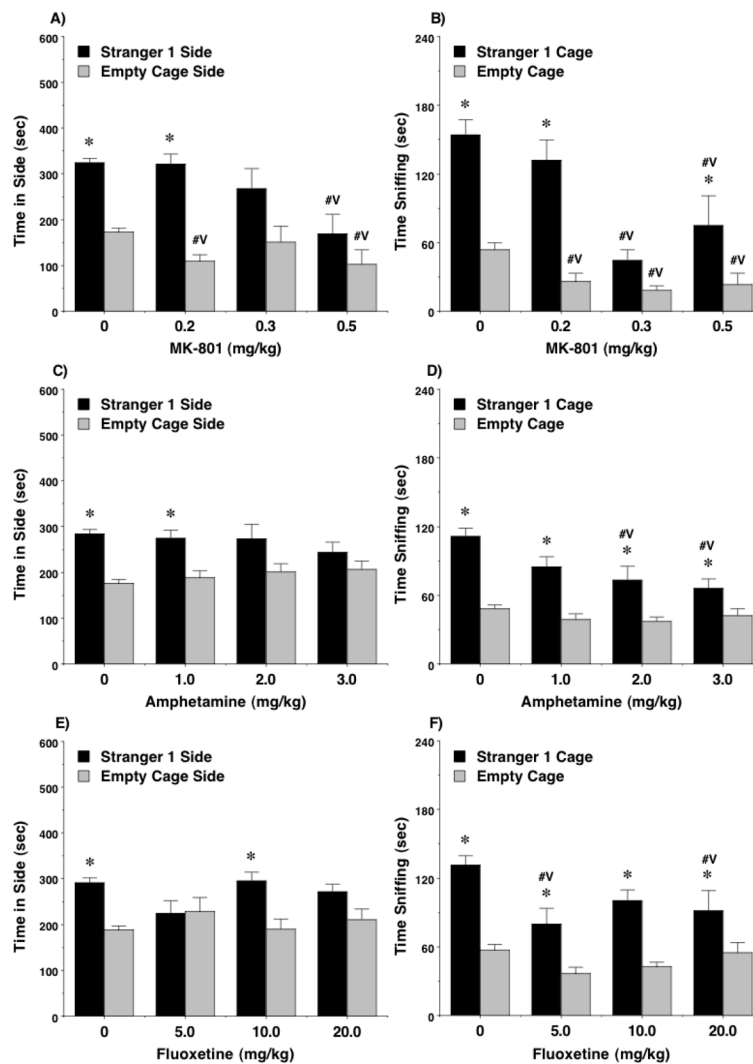 A)
600
500
400
300
200
100
0
Time in Side (sec)
Stranger 1 Side
Empty Cage Side
*
*
#V
#V
#V
0 0.2 0.3 0.5
MK-801 (mg/kg)
B)
240
180
120
60
0
Time Sniffing (sec)
Stranger 1 Cage
Empty Cage
*
*
#V
#V
#V
*
#V
0 0.2 0.3 0.5
MK-801 (mg/kg)
C)
600
500
400
300
200
100
0
Time in Side (sec)
Stranger 1 Side
Empty Cage Side
*
*
0 1.0 2.0 3.0
Amphetamine (mg/kg)
D)
240
180
120
60
0
Time Sniffing (sec)
Stranger 1 Cage
Empty Cage
*
*
#V
*
#V
*
0 1.0 2.0 3.0
Amphetamine (mg/kg)
E)
600
500
400
300
200
100
0
Time in Side (sec)
Stranger 1 Side
Empty Cage Side
*
*
0 5.0 10.0 20.0
Fluoxetine (mg/kg)
F)
240
180
120
60
0
Time Sniffing (sec)
Stranger 1 Cage
Empty Cage
*
#V
*
*
#V
*
0 5.0 10.0 20.0
Fluoxetine (mg/kg)